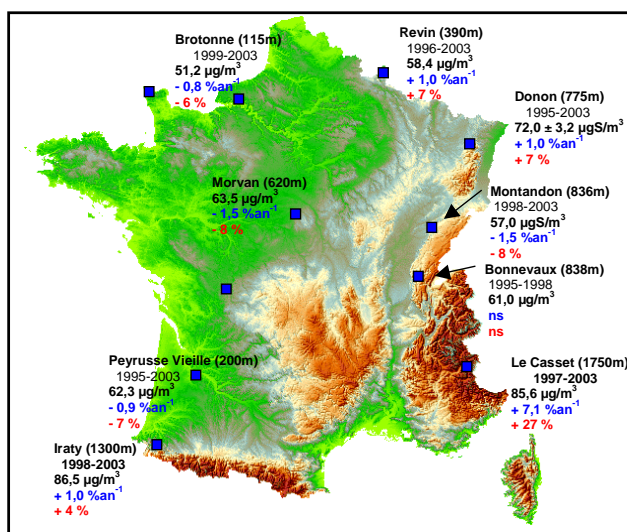 Brotonne (115m)
1999-2003
51,2 µg/m³
- 0,8 %an⁻¹
- 6 %
Revin (390m)
1996-2003
58,4 µg/m³
+ 1,0 %an⁻¹
+ 7 %
Donon (775m)
1995-2003
72,0 ± 3,2 µgS/m³
+ 1,0 %an⁻¹
+ 7 %
Morvan (620m)
63,5 µg/m³
- 1,5 %an⁻¹
- 8 %
Montandon (836m)
1998-2003
57,0 µgS/m³
- 1,5 %an⁻¹
- 8 %
Bonnevaux (838m)
1995-1998
61,0 µg/m³
ns
ns
Peyrusse Vieille (200m)
1995-2003
62,3 µg/m³
- 0,9 %an⁻¹
- 7 %
Le Casset (1750m)
1997-2003
85,6 µg/m³
+ 7,1 %an⁻¹
+ 27 %
Iraty (1300m)
1998-2003
86,5 µg/m³
+ 1,0 %an⁻¹
+ 4 %